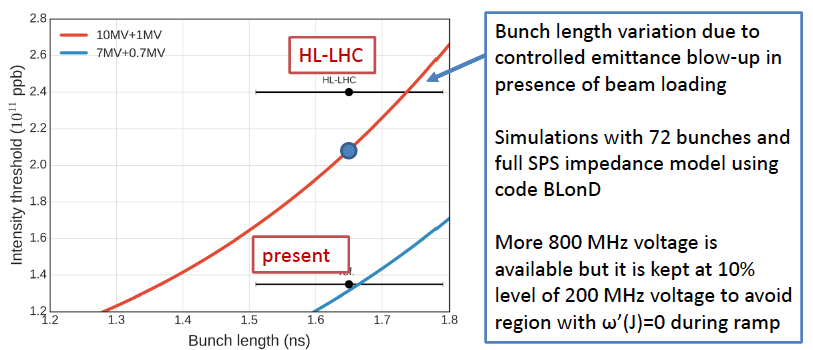 2.8
2.6
2.4
2.2
2.0
1.8
1.6
1.4
1.2
Intensity threshold (10¹¹ ppb)
10MV+1MV
7MV+0.7MV
HL-LHC
HL-LHC
present
1.2 1.3 1.4 1.5 1.6 1.7 1.8
Bunch length (ns)
Bunch length variation due to
controlled emittance blow-up in
presence of beam loading
Simulations with 72 bunches and
full SPS impedance model using
code BLonD
More 800 MHz voltage is
available but it is kept at 10%
level of 200 MHz voltage to avoid
region with ω’(J)=0 during ramp